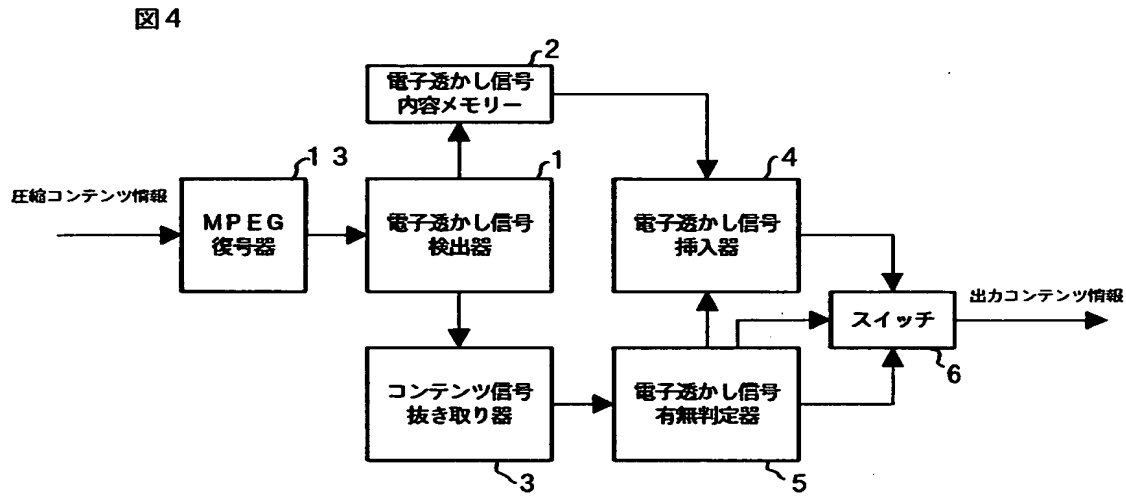 図4
2
電子透かし信号
内容メモリー
13
1
4
圧縮コンテンツ情報
MPEG
復号器
電子透かし信号
検出器
電子透かし信号
挿入器
出力コンテンツ情報
スイッチ
6
コンテンツ信号
抜き取り器
電子透かし信号
有無判定器
3
5